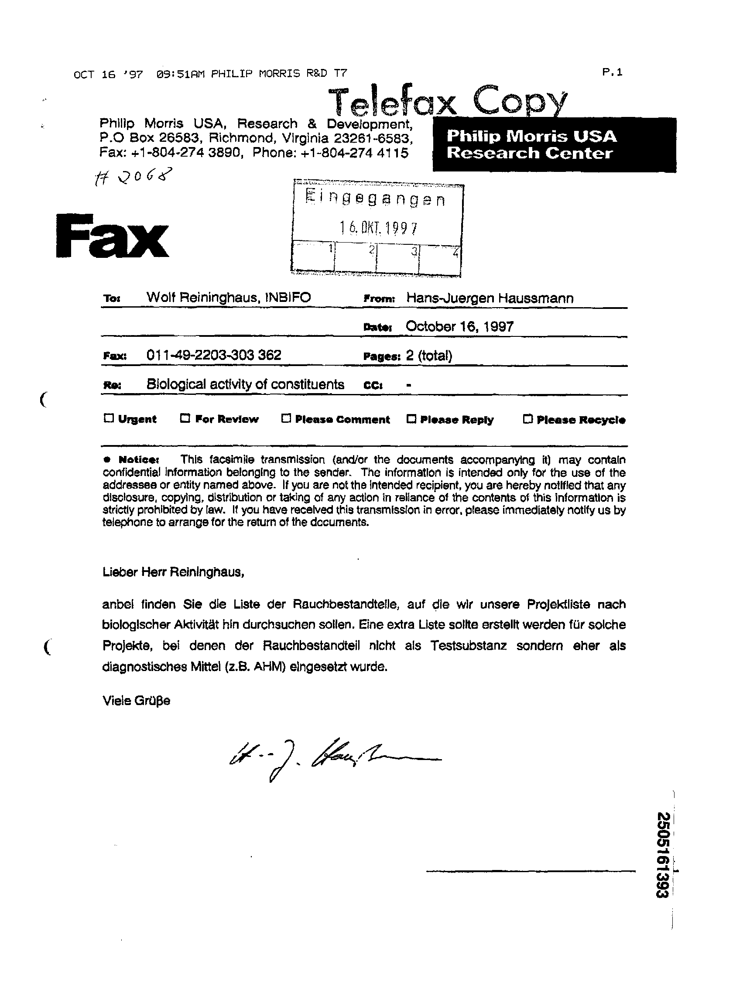 OCT 16 '97 09:51AM PHILIP MORRIS R&D T7 P.1
Telefax Copy
Philip Morris USA, Research & Development,
P.O Box 26583, Richmond, Virginia 23261-6583,
Fax: +1-804-274 3890, Phone: +1-804-274 4115
Philip Morris USA
Research Center
# 2068
Eingegangen
16. OKT. 1997
1 2 3 4
Fax
To: Wolf Reininghaus, INBIFO From: Hans-Juergen Haussmann
Date: October 16, 1997
Fax: 011-49-2203-303 362 Pages: 2 (total)
Re: Biological activity of constituents CC: -
☐ Urgent ☐ For Review ☐ Please Comment ☐ Please Reply ☐ Please Recycle
• Notice: This facsimile transmission (and/or the documents accompanying it) may contain
confidential information belonging to the sender. The information is intended only for the use of the
addressee or entity named above. If you are not the intended recipient, you are hereby notified that any
disclosure, copying, distribution or taking of any action in reliance of the contents of this information is
strictly prohibited by law. If you have received this transmission in error, please immediately notify us by
telephone to arrange for the return of the documents.
Lieber Herr Reininghaus,
anbei finden Sie die Liste der Rauchbestandteile, auf die wir unsere Projektliste nach
biologischer Aktivität hin durchsuchen sollen. Eine extra Liste sollte erstellt werden für solche
Projekte, bei denen der Rauchbestandteil nicht als Testsubstanz sondern eher als
diagnostisches Mittel (z.B. AHM) eingesetzt wurde.
Viele Grüße
H.-J. Haußmann
2505161393